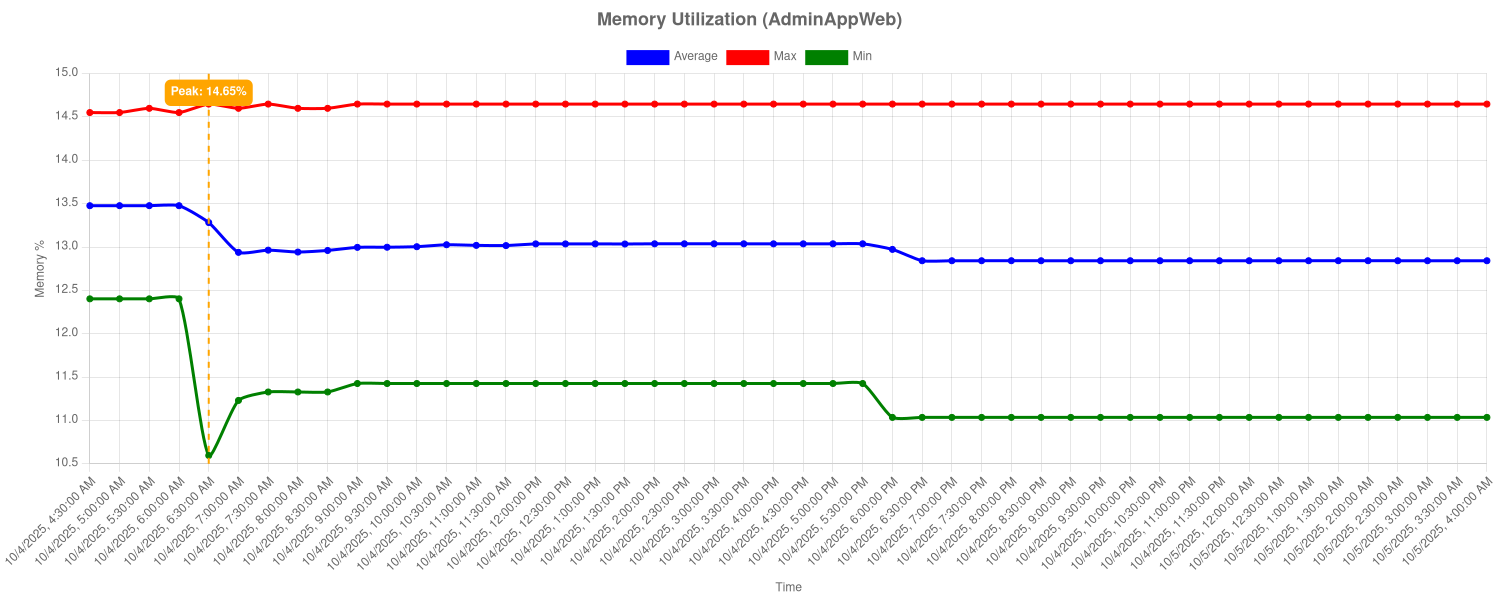 Memory Utilization (AdminAppWeb)
Average Max Min
Peak: 14.65%
15.0
14.5
14.0
13.5
13.0
12.5
12.0
11.5
11.0
10.5
Memory %
10/4/2025, 4:30:00 AM
10/4/2025, 5:00:00 AM
10/4/2025, 5:30:00 AM
10/4/2025, 6:00:00 AM
10/4/2025, 6:30:00 AM
10/4/2025, 7:00:00 AM
10/4/2025, 7:30:00 AM
10/4/2025, 8:00:00 AM
10/4/2025, 8:30:00 AM
10/4/2025, 9:00:00 AM
10/4/2025, 9:30:00 AM
10/4/2025, 10:00:00 AM
10/4/2025, 10:30:00 AM
10/4/2025, 11:00:00 AM
10/4/2025, 11:30:00 AM
10/4/2025, 12:00:00 PM
10/4/2025, 12:30:00 PM
10/4/2025, 1:00:00 PM
10/4/2025, 1:30:00 PM
10/4/2025, 2:00:00 PM
10/4/2025, 2:30:00 PM
10/4/2025, 3:00:00 PM
10/4/2025, 3:30:00 PM
10/4/2025, 4:00:00 PM
10/4/2025, 4:30:00 PM
10/4/2025, 5:00:00 PM
10/4/2025, 5:30:00 PM
10/4/2025, 6:00:00 PM
10/4/2025, 6:30:00 PM
10/4/2025, 7:00:00 PM
10/4/2025, 7:30:00 PM
10/4/2025, 8:00:00 PM
10/4/2025, 8:30:00 PM
10/4/2025, 9:00:00 PM
10/4/2025, 9:30:00 PM
10/4/2025, 10:00:00 PM
10/4/2025, 10:30:00 PM
10/4/2025, 11:00:00 PM
10/4/2025, 11:30:00 PM
10/5/2025, 12:00:00 AM
10/5/2025, 12:30:00 AM
10/5/2025, 1:00:00 AM
10/5/2025, 1:30:00 AM
10/5/2025, 2:00:00 AM
10/5/2025, 2:30:00 AM
10/5/2025, 3:00:00 AM
10/5/2025, 3:30:00 AM
10/5/2025, 4:00:00 AM
Time